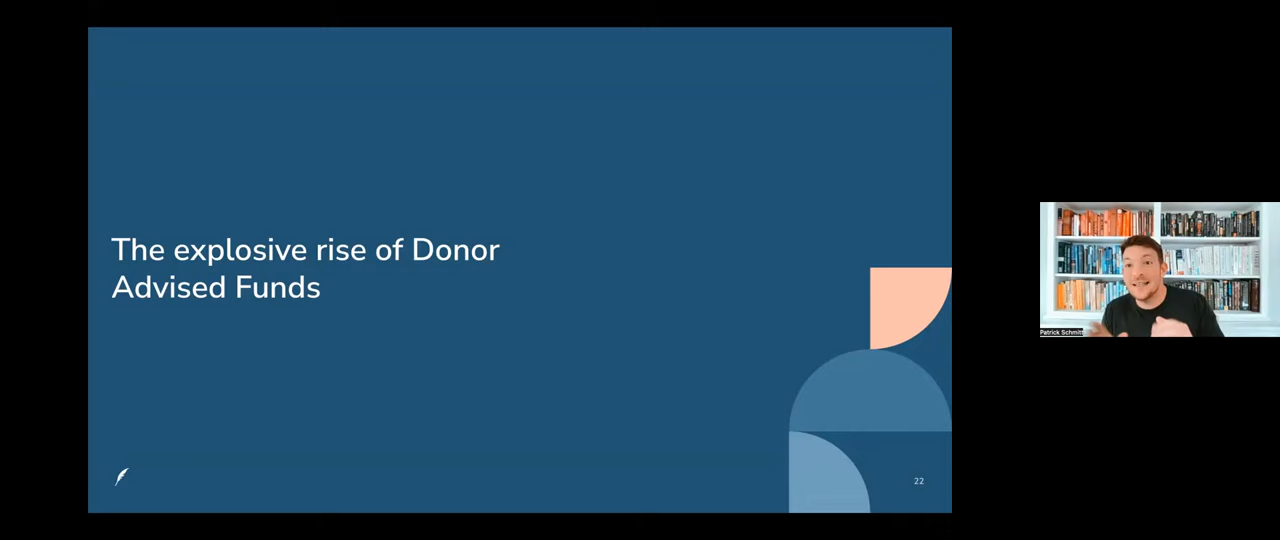 The explosive rise of Donor
Advised Funds
22
Patrick Schmitt